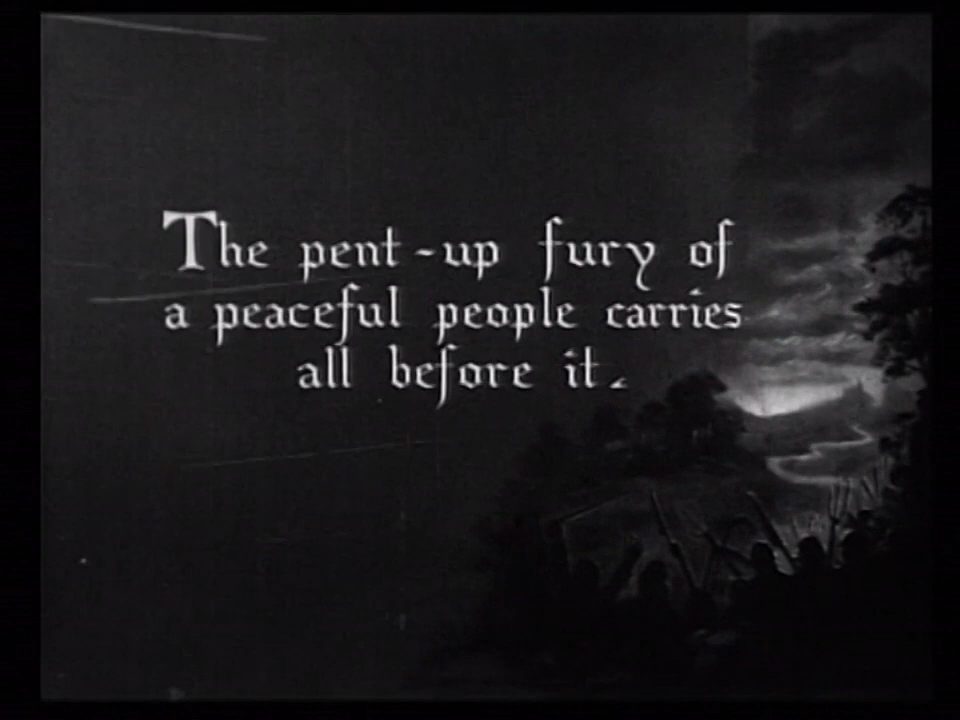 The pent-up fury of
a peaceful people carries
all before it.